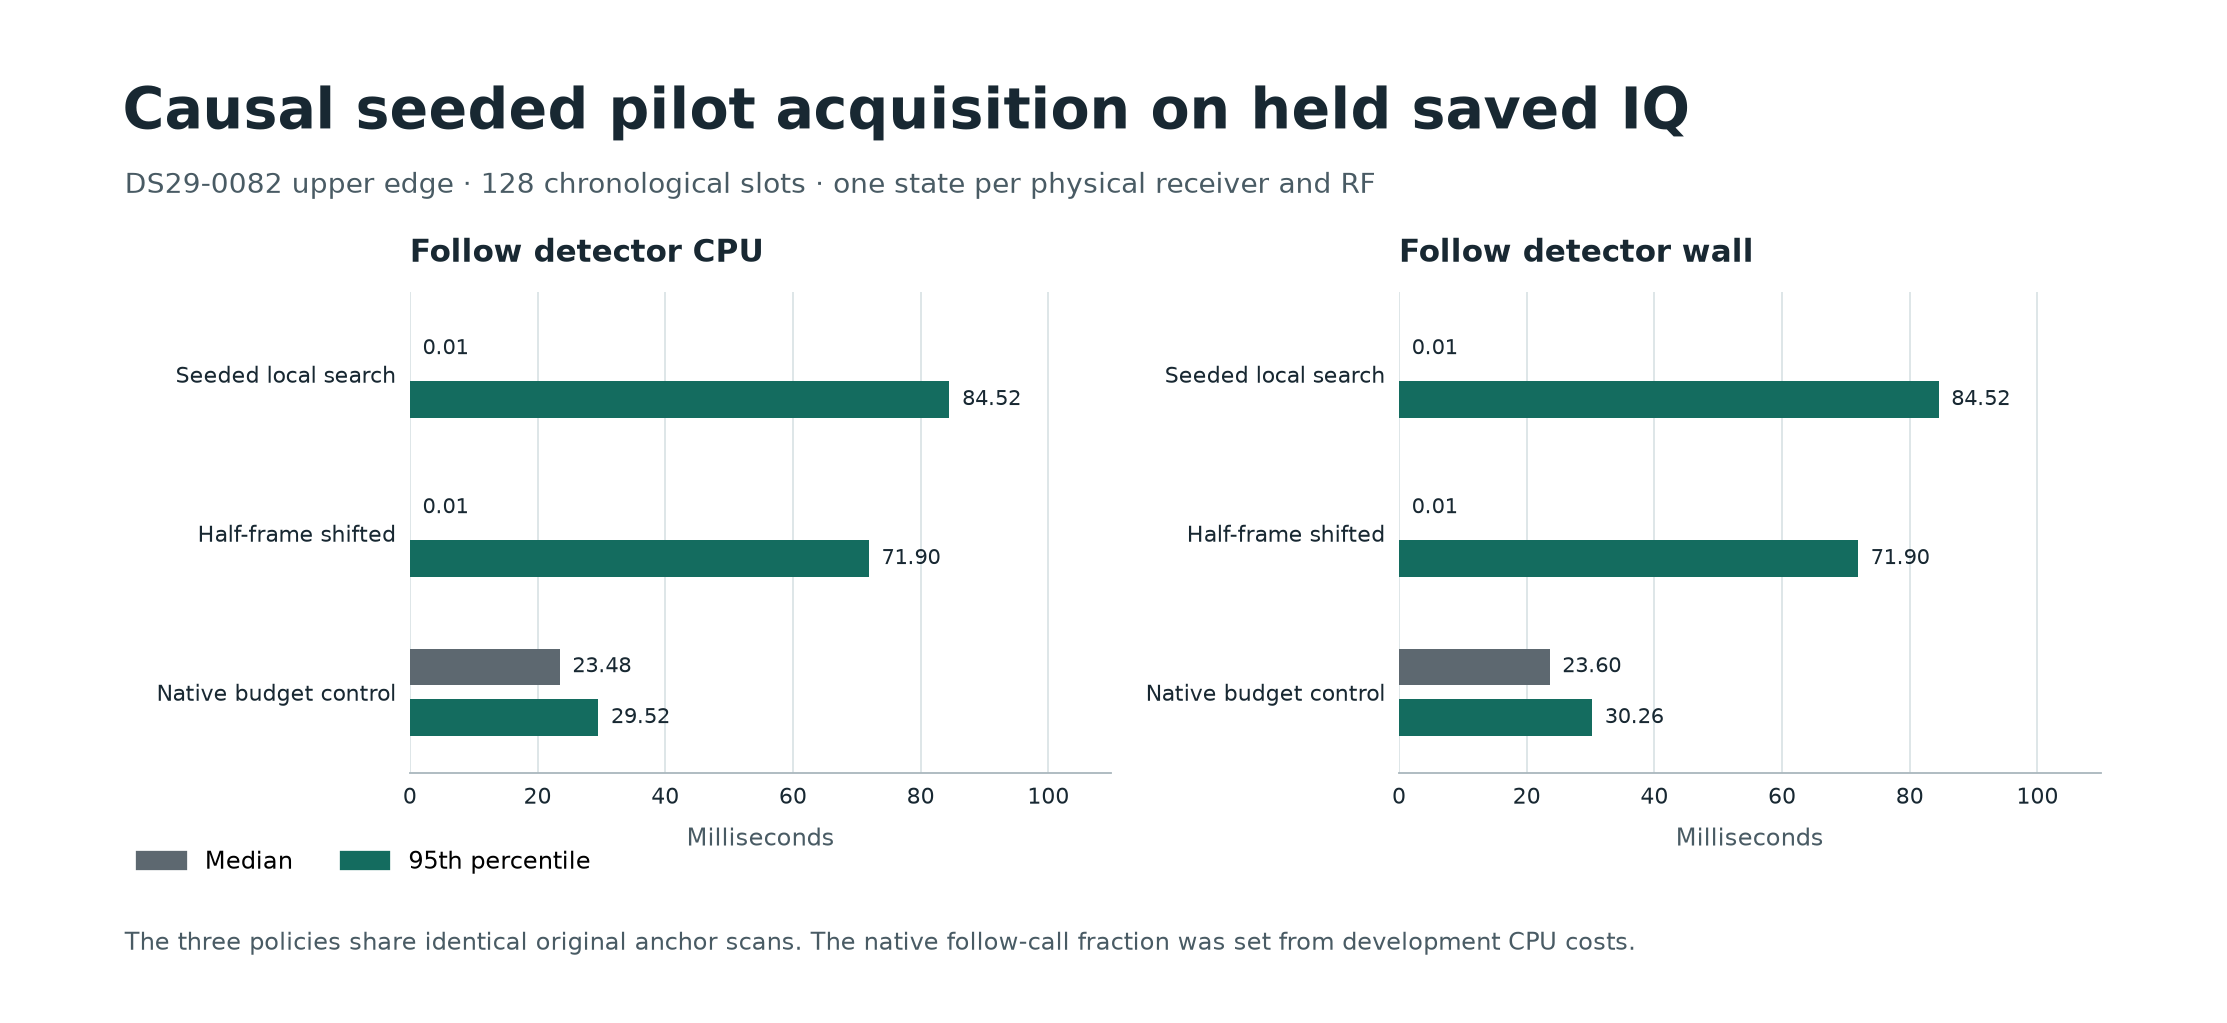 Causal seeded pilot acquisition on held saved IQ
DS29-0082 upper edge · 128 chronological slots · one state per physical receiver and RF
Follow detector CPU
Seeded local search
0.01
84.52
Half-frame shifted
0.01
71.90
Native budget control
23.48
29.52
0 20 40 60 80 100
Milliseconds
Follow detector wall
Seeded local search
0.01
84.52
Half-frame shifted
0.01
71.90
Native budget control
23.60
30.26
0 20 40 60 80 100
Milliseconds
Median 95th percentile
The three policies share identical original anchor scans. The native follow-call fraction was set from development CPU costs.